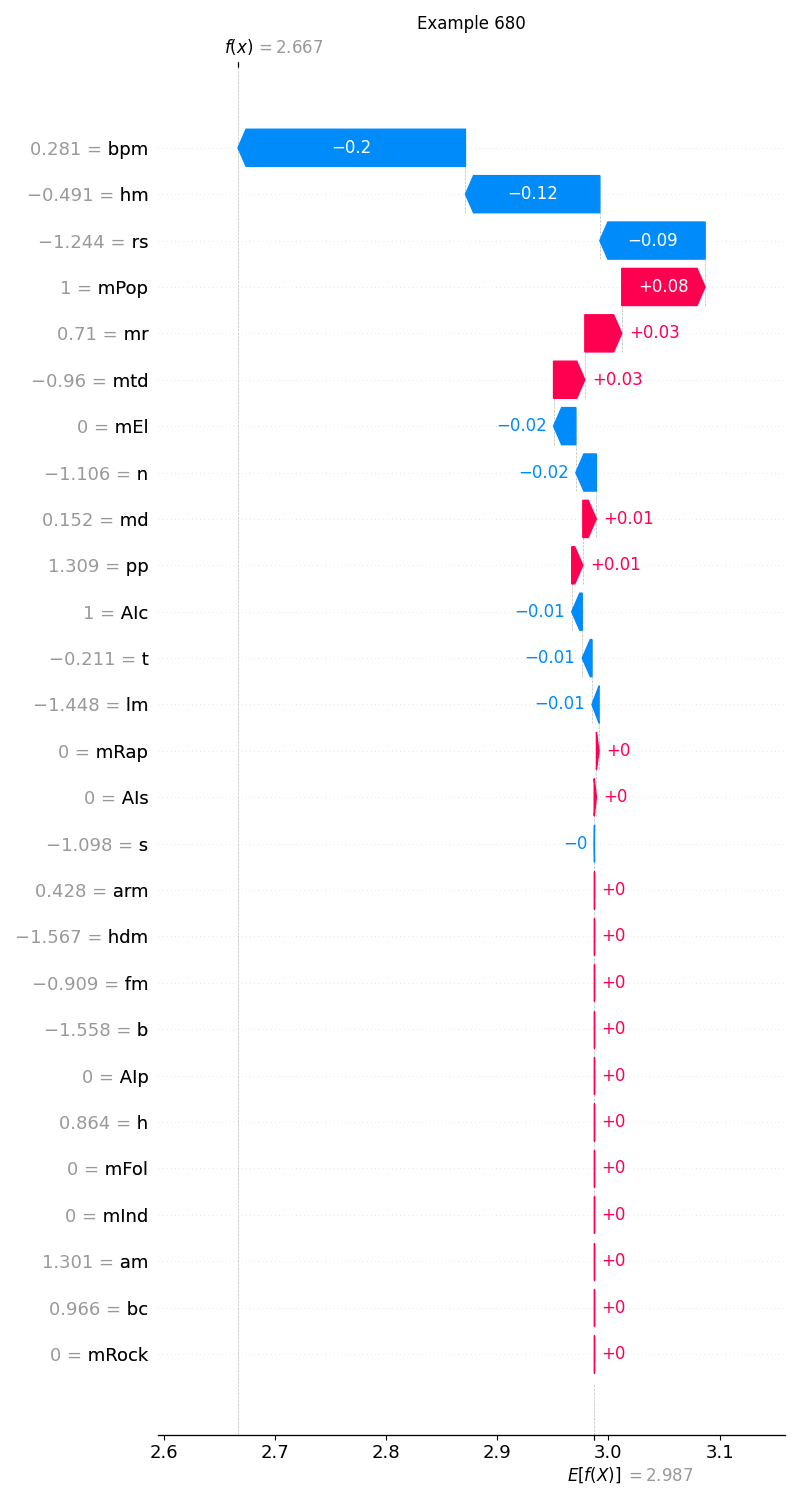 Example 680
f(x) = 2.667
0.281 = bpm −0.2
−0.491 = hm −0.12
−1.244 = rs −0.09
1 = mPop +0.08
0.71 = mr +0.03
−0.96 = mtd +0.03
0 = mEl −0.02
−1.106 = n −0.02
0.152 = md +0.01
1.309 = pp +0.01
1 = AIc −0.01
−0.211 = t −0.01
−1.448 = lm −0.01
0 = mRap +0
0 = AIs +0
−1.098 = s −0
0.428 = arm +0
−1.567 = hdm +0
−0.909 = fm +0
−1.558 = b +0
0 = AIp +0
0.864 = h +0
0 = mFol +0
0 = mInd +0
1.301 = am +0
0.966 = bc +0
0 = mRock +0
2.6 2.7 2.8 2.9 3.0 3.1
E[f(X)] = 2.987